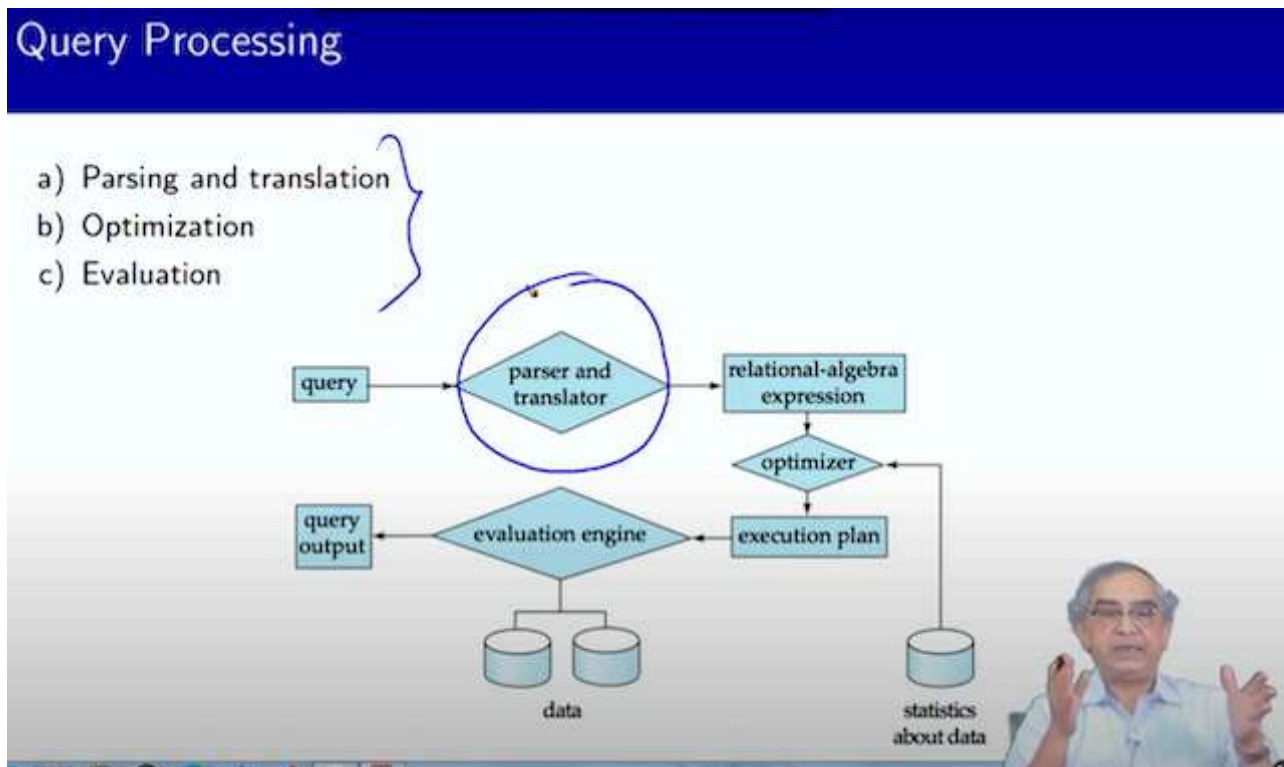 Query Processing
a) Parsing and translation
b) Optimization
c) Evaluation
query
parser and
translator
relational-algebra
expression
optimizer
query
output
evaluation engine
execution plan
data
statistics
about data